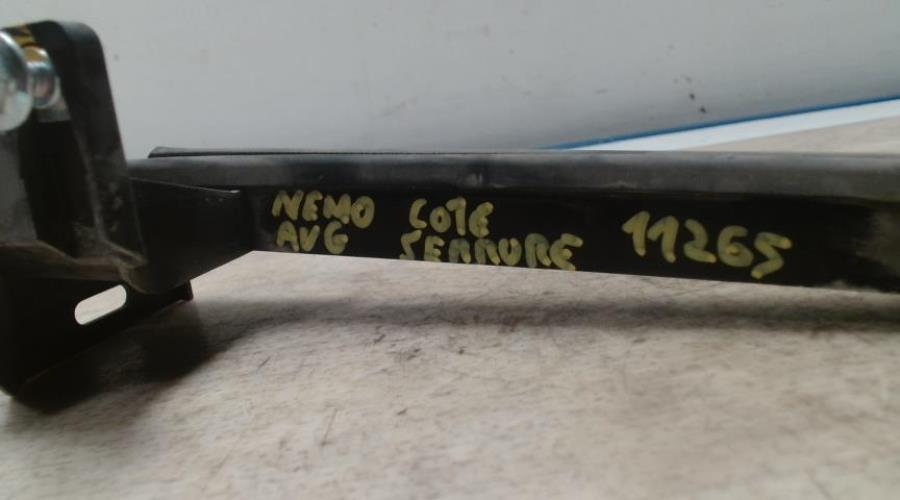 NEMO COTE 11265
AVG SERRURE